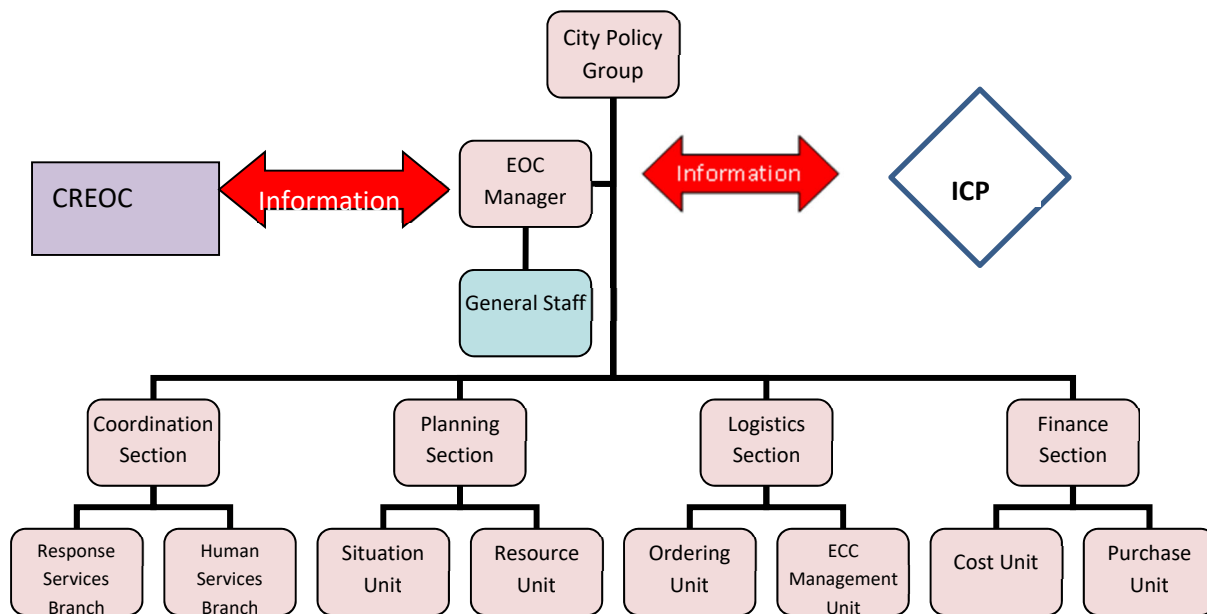 City Policy
Group
EOC
Manager
Information
CREOC
Information
ICP
General Staff
Coordination
Section
Planning
Section
Logistics
Section
Finance
Section
Response
Services
Branch
Human
Services
Branch
Situation
Unit
Resource
Unit
Ordering
Unit
ECC
Management
Unit
Cost Unit
Purchase
Unit